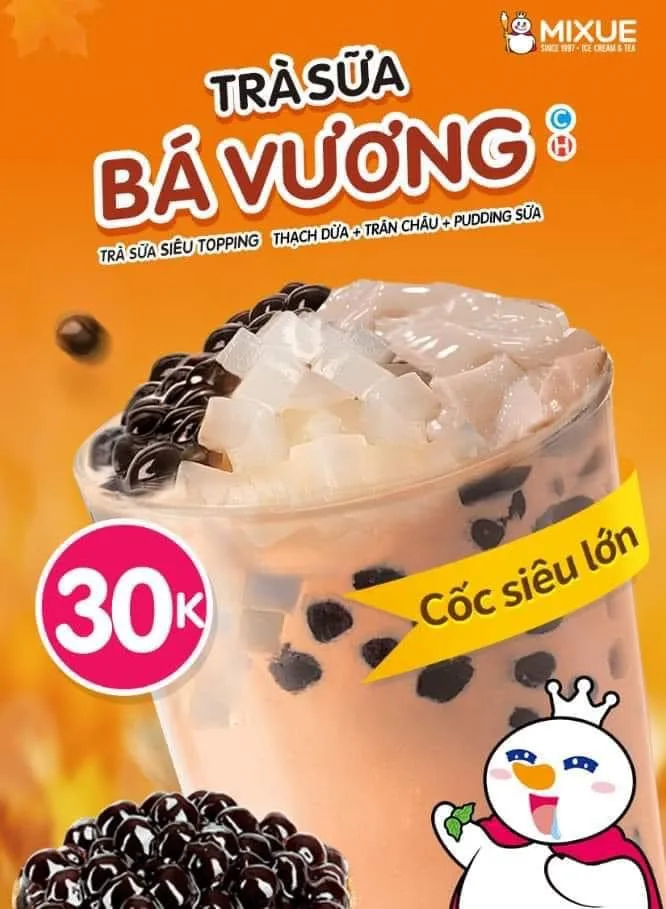 MIXUE
SINCE 1997 • ICE CREAM & TEA
TRÀ SỮA
BÁ VƯƠNG
C
H
TRÀ SỮA SIÊU TOPPING THẠCH DỪA + TRÂN CHÂU + PUDDING SỮA
30K
Cốc siêu lớn